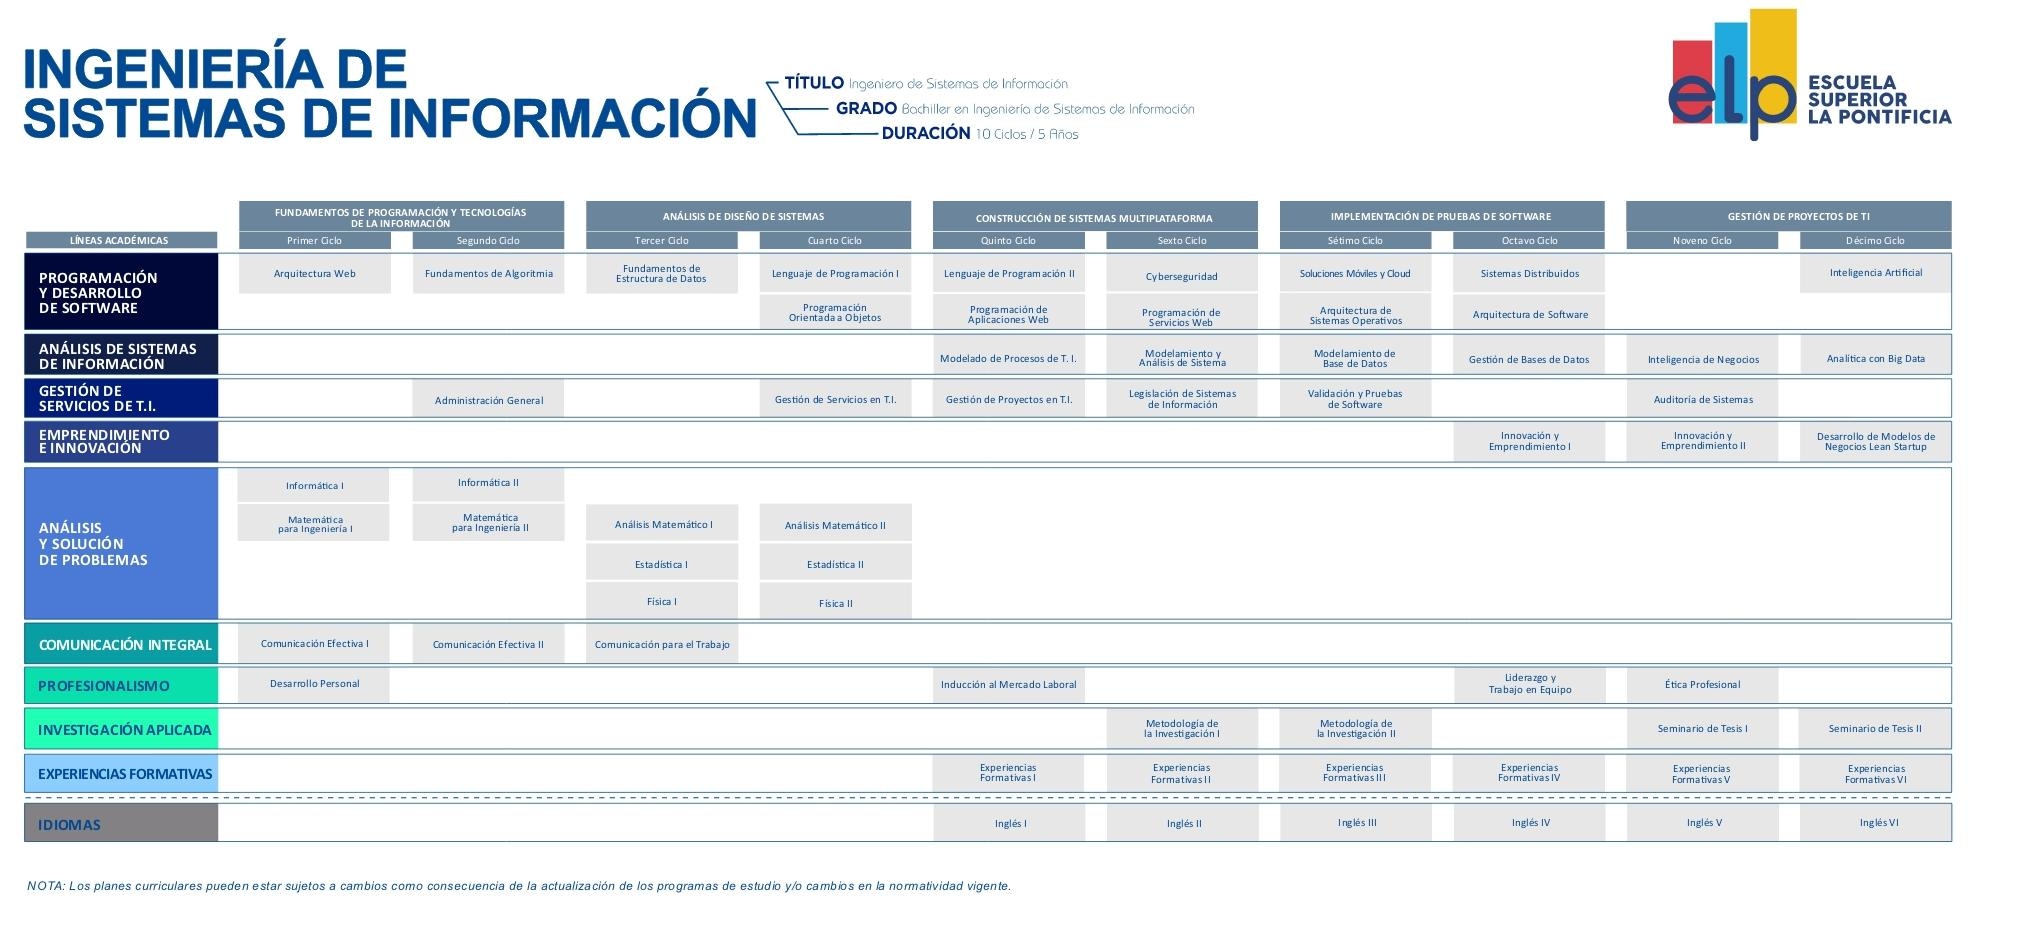 INGENIERÍA DE
SISTEMAS DE INFORMACIÓN
TÍTULO Ingeniero de Sistemas de Información
GRADO Bachiller en Ingeniería de Sistemas de Información
DURACIÓN 10 Ciclos / 5 Años
elp
ESCUELA
SUPERIOR
LA PONTIFICIA
FUNDAMENTOS DE PROGRAMACIÓN Y TECNOLOGÍAS
DE LA INFORMACIÓN
ANÁLISIS DE DISEÑO DE SISTEMAS
CONSTRUCCIÓN DE SISTEMAS MULTIPLATAFORMA
IMPLEMENTACIÓN DE PRUEBAS DE SOFTWARE
GESTIÓN DE PROYECTOS DE TI
LÍNEAS ACADÉMICAS
Primer Ciclo
Segundo Ciclo
Tercer Ciclo
Cuarto Ciclo
Quinto Ciclo
Sexto Ciclo
Sétimo Ciclo
Octavo Ciclo
Noveno Ciclo
Décimo Ciclo
PROGRAMACIÓN
Y DESARROLLO
DE SOFTWARE
Arquitectura Web
Fundamentos de Algoritmia
Fundamentos de
Estructura de Datos
Lenguaje de Programación I
Lenguaje de Programación II
Cyberseguridad
Soluciones Móviles y Cloud
Sistemas Distribuidos
Inteligencia Artificial
Programación
Orientada a Objetos
Programación de
Aplicaciones Web
Programación de
Servicios Web
Arquitectura de
Sistemas Operativos
Arquitectura de Software
ANÁLISIS DE SISTEMAS
DE INFORMACIÓN
Modelado de Procesos de T. I.
Modelamiento y
Análisis de Sistema
Modelamiento de
Base de Datos
Gestión de Bases de Datos
Inteligencia de Negocios
Analítica con Big Data
GESTIÓN DE
SERVICIOS DE T.I.
Administración General
Gestión de Servicios en T.I.
Gestión de Proyectos en T.I.
Legislación de Sistemas
de Información
Validación y Pruebas
de Software
Auditoría de Sistemas
EMPRENDIMIENTO
E INNOVACIÓN
Innovación y
Emprendimiento I
Innovación y
Emprendimiento II
Desarrollo de Modelos de
Negocios Lean Startup
ANÁLISIS
Y SOLUCIÓN
DE PROBLEMAS
Informática I
Informática II
Matemática
para Ingeniería I
Matemática
para Ingeniería II
Análisis Matemático I
Análisis Matemático II
Estadística I
Estadística II
Física I
Física II
COMUNICACIÓN INTEGRAL
Comunicación Efectiva I
Comunicación Efectiva II
Comunicación para el Trabajo
PROFESIONALISMO
Desarrollo Personal
Inducción al Mercado Laboral
Liderazgo y
Trabajo en Equipo
Ética Profesional
INVESTIGACIÓN APLICADA
Metodología de
la Investigación I
Metodología de
la Investigación II
Seminario de Tesis I
Seminario de Tesis II
EXPERIENCIAS FORMATIVAS
Experiencias
Formativas I
Experiencias
Formativas II
Experiencias
Formativas III
Experiencias
Formativas IV
Experiencias
Formativas V
Experiencias
Formativas VI
IDIOMAS
Inglés I
Inglés II
Inglés III
Inglés IV
Inglés V
Inglés VI
NOTA: Los planes curriculares pueden estar sujetos a cambios como consecuencia de la actualización de los programas de estudio y/o cambios en la normatividad vigente.